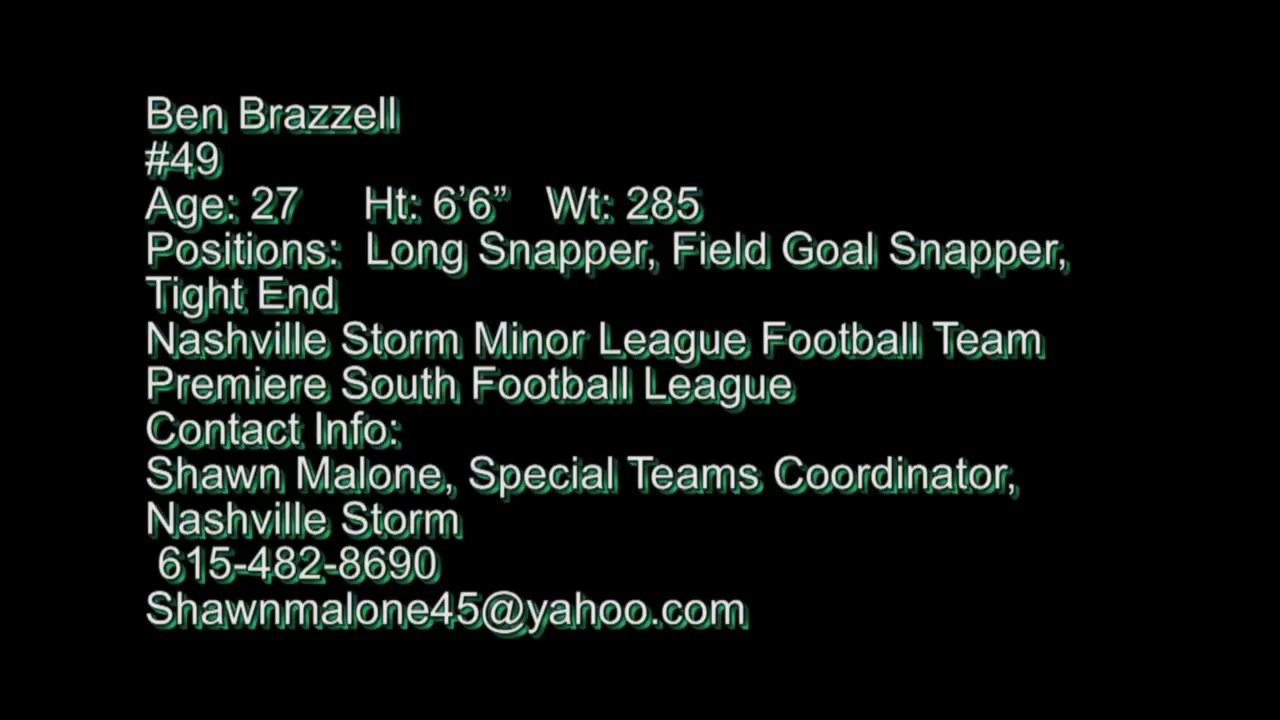 Ben Brazzell
#49
Age: 27 Ht: 6’6” Wt: 285
Positions: Long Snapper, Field Goal Snapper,
Tight End
Nashville Storm Minor League Football Team
Premiere South Football League
Contact Info:
Shawn Malone, Special Teams Coordinator,
Nashville Storm
615-482-8690
Shawnmalone45@yahoo.com